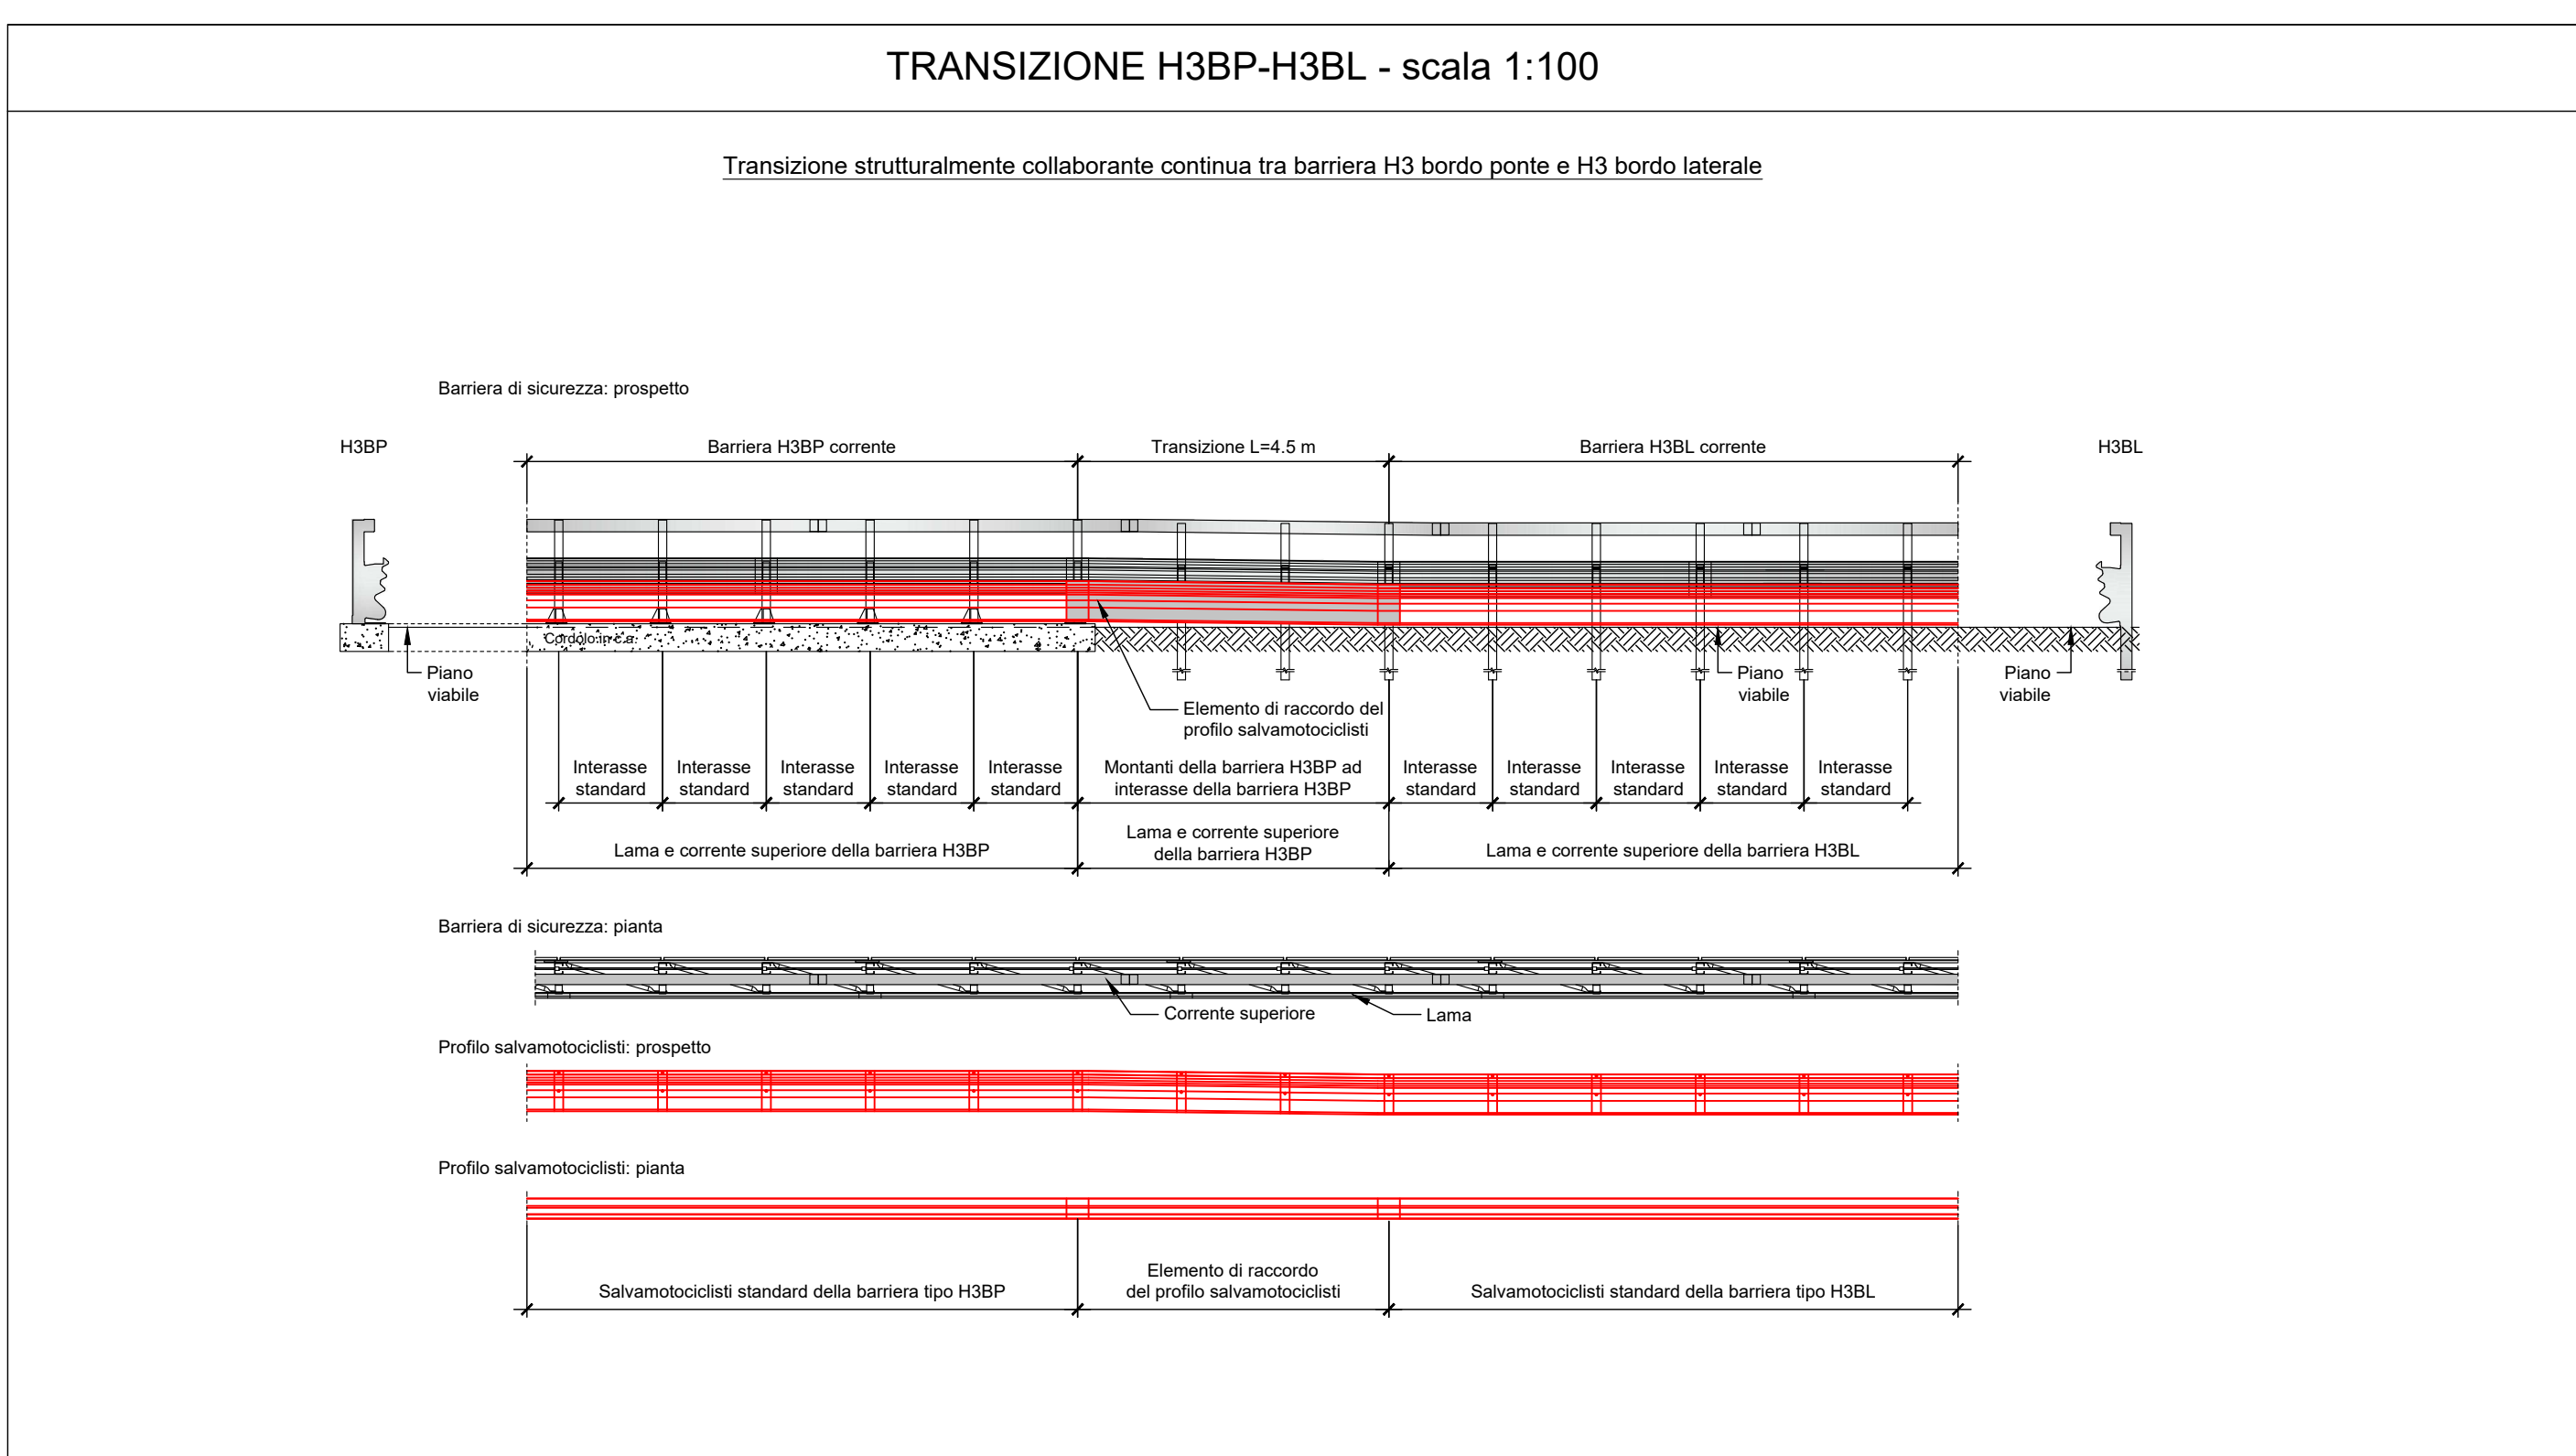 TRANSIZIONE H3BP-H3BL - scala 1:100
Transizione strutturalmente collaborante continua tra barriera H3 bordo ponte e H3 bordo laterale
Barriera di sicurezza: prospetto
H3BP
Barriera H3BP corrente
Transizione L=4.5 m
Barriera H3BL corrente
H3BL
Cordolo in c.a.
Piano
viabile
Piano
viabile
Piano
viabile
Elemento di raccordo del
profilo salvamotociclisti
Interasse
standard
Interasse
standard
Interasse
standard
Interasse
standard
Interasse
standard
Montanti della barriera H3BP ad
interasse della barriera H3BP
Interasse
standard
Interasse
standard
Interasse
standard
Interasse
standard
Interasse
standard
Lama e corrente superiore della barriera H3BP
Lama e corrente superiore
della barriera H3BP
Lama e corrente superiore della barriera H3BL
Barriera di sicurezza: pianta
Corrente superiore
Lama
Profilo salvamotociclisti: prospetto
Profilo salvamotociclisti: pianta
Salvamotociclisti standard della barriera tipo H3BP
Elemento di raccordo
del profilo salvamotociclisti
Salvamotociclisti standard della barriera tipo H3BL